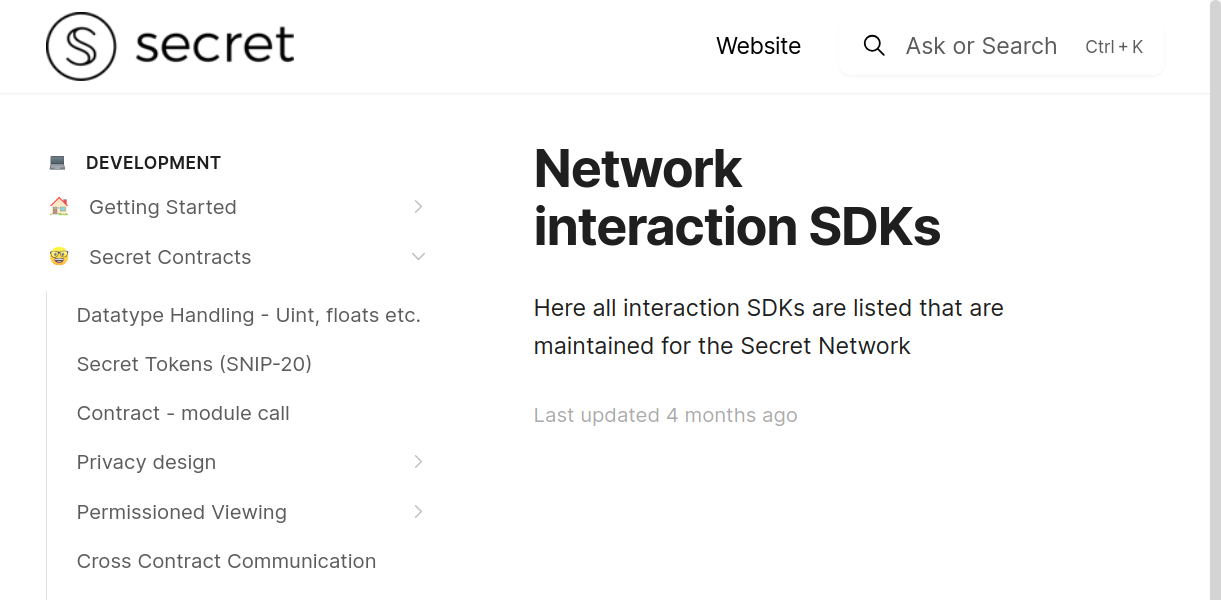 secret
Website
Ask or Search
Ctrl + K
DEVELOPMENT
Getting Started
Secret Contracts
Datatype Handling - Uint, floats etc.
Secret Tokens (SNIP-20)
Contract - module call
Privacy design
Permissioned Viewing
Cross Contract Communication
Network
interaction SDKs
Here all interaction SDKs are listed that are
maintained for the Secret Network
Last updated 4 months ago